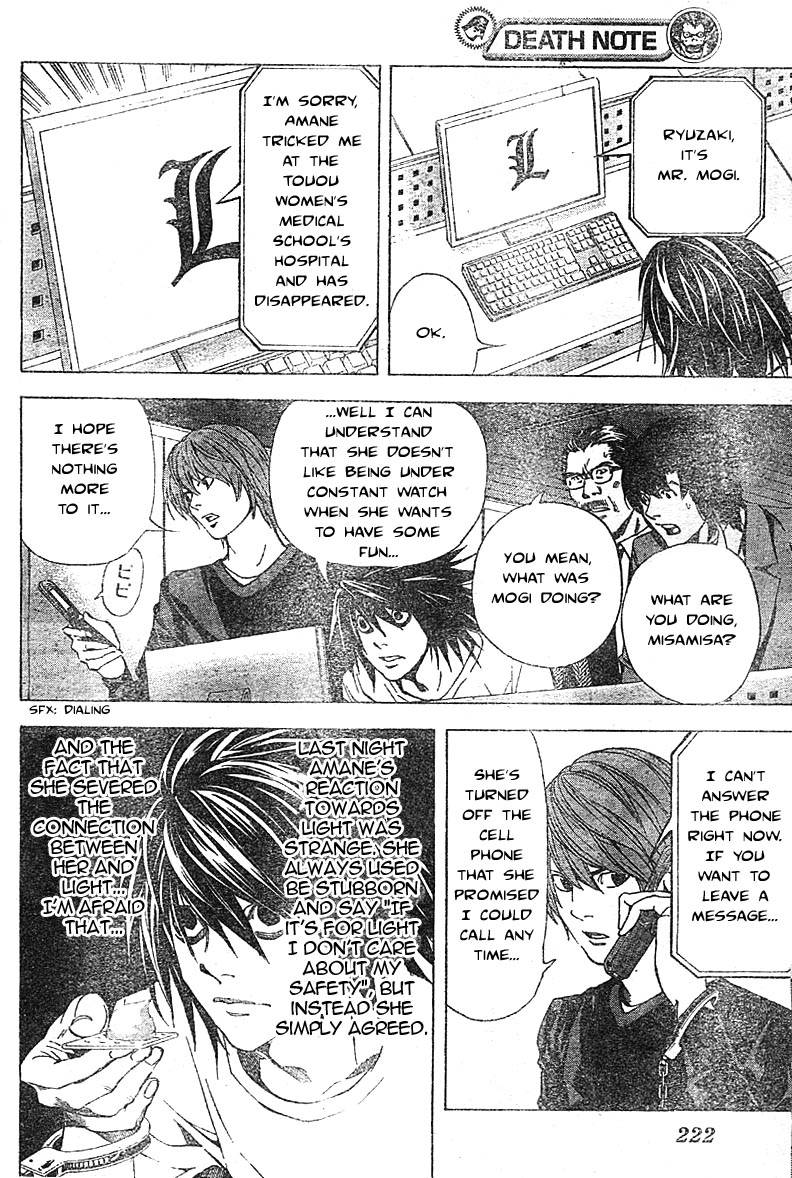 DEATH NOTE
RYUZAKI,
IT'S
MR. MOGI.
L
OK.
I'M SORRY,
AMANE
TRICKED ME
AT THE
TOUOU
WOMEN'S
MEDICAL
SCHOOL'S
HOSPITAL
AND HAS
DISAPPEARED.
L
WHAT ARE
YOU DOING,
MISAMISA?
YOU MEAN,
WHAT WAS
MOGI DOING?
...WELL I CAN
UNDERSTAND
THAT SHE DOESN'T
LIKE BEING UNDER
CONSTANT WATCH
WHEN SHE WANTS
TO HAVE SOME
FUN...
I HOPE
THERE'S
NOTHING
MORE
TO IT...
SFX: DIALING
I CAN'T
ANSWER
THE PHONE
RIGHT NOW.
IF YOU
WANT TO
LEAVE A
MESSAGE...
SHE'S
TURNED
OFF THE
CELL
PHONE
THAT SHE
PROMISED
I COULD
CALL ANY
TIME...
LAST NIGHT
AMANE'S
REACTION
TOWARDS
LIGHT WAS
STRANGE. SHE
ALWAYS USED
BE STUBBORN
AND SAY "IF
IT'S FOR LIGHT
I DON'T CARE
ABOUT MY
SAFETY", BUT
INSTEAD SHE
SIMPLY AGREED.
AND THE
FACT THAT
SHE SEVERED
THE
CONNECTION
BETWEEN
HER AND
LIGHT...
I'M AFRAID
THAT...
222